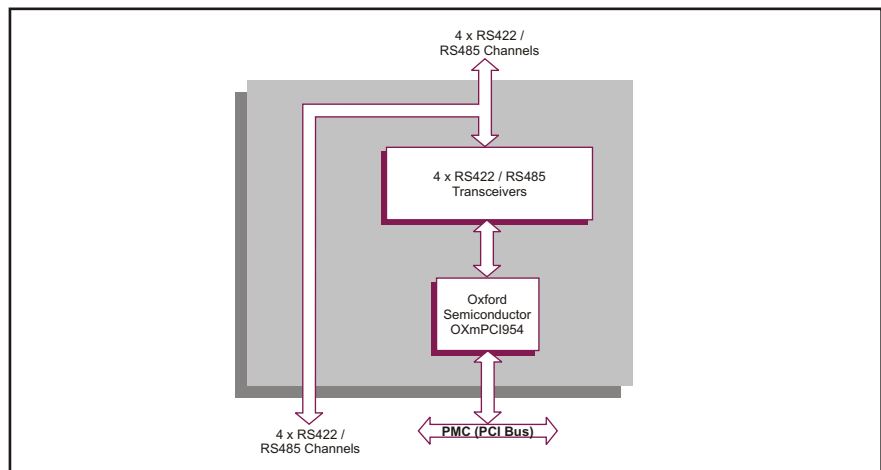 4 x RS422 /
RS485 Channels
4 x RS422 / RS485
Transceivers
Oxford
Semiconductor
OXmPCI954
4 x RS422 /
RS485 Channels
PMC (PCI Bus)